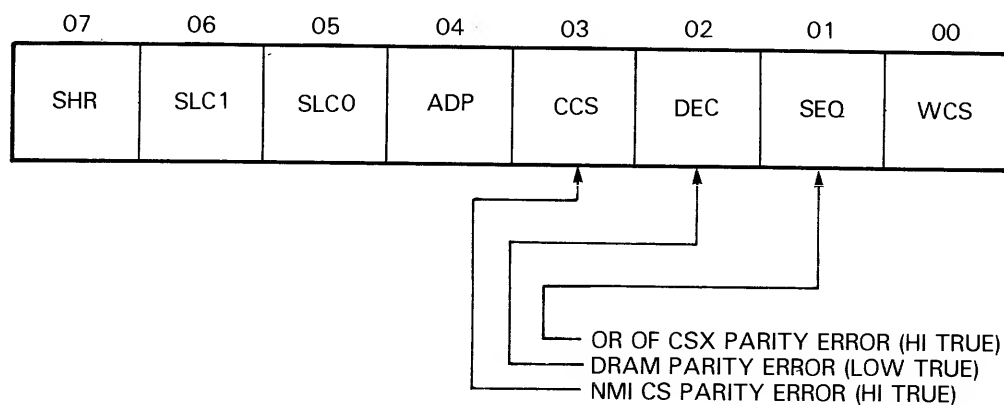 07 06 05 04 03 02 01 00
SHR SLC1 SLC0 ADP CCS DEC SEQ WCS
OR OF CSX PARITY ERROR (HI TRUE)
DRAM PARITY ERROR (LOW TRUE)
NMI CS PARITY ERROR (HI TRUE)